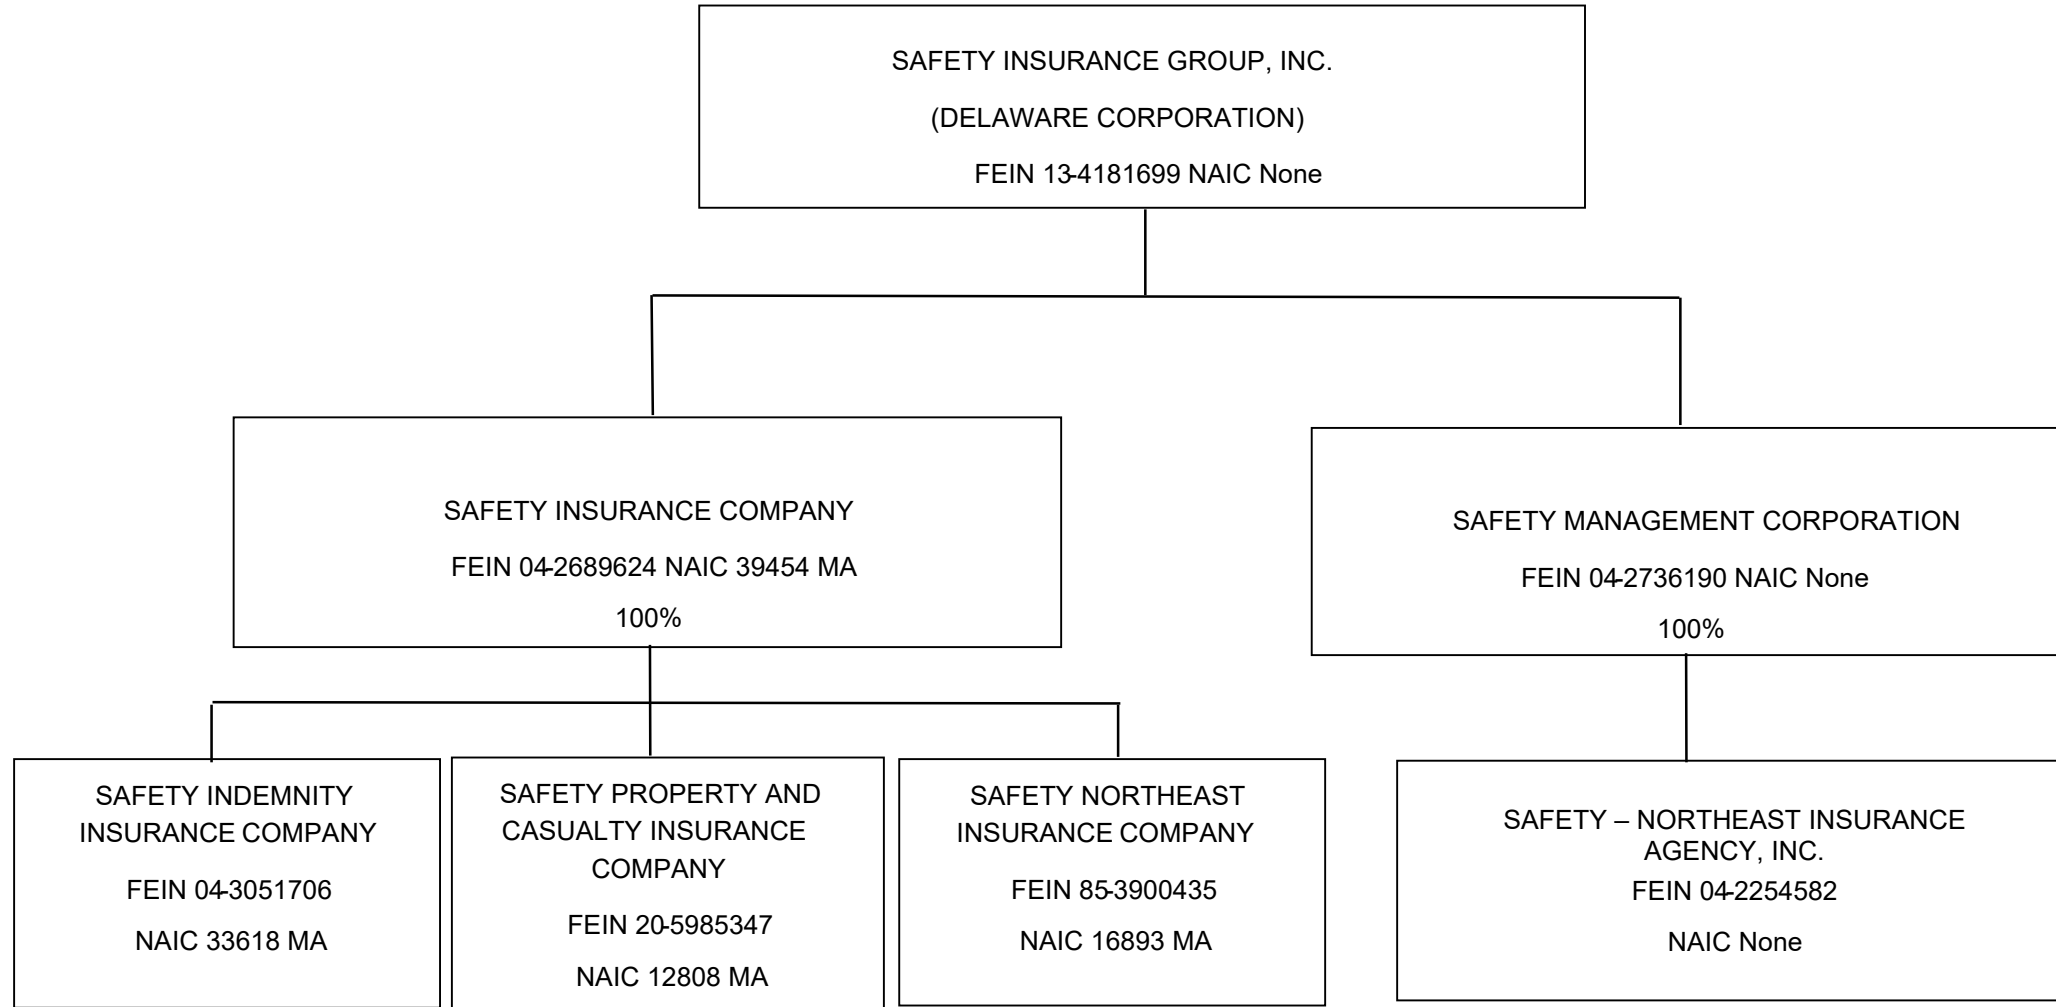 SAFETY INSURANCE GROUP, INC.
(DELAWARE CORPORATION)
FEIN 13-4181699 NAIC None
SAFETY INSURANCE COMPANY
FEIN 04-2689624 NAIC 39454 MA
100%
SAFETY MANAGEMENT CORPORATION
FEIN 04-2736190 NAIC None
100%
SAFETY INDEMNITY
INSURANCE COMPANY
FEIN 04-3051706
NAIC 33618 MA
SAFETY PROPERTY AND
CASUALTY INSURANCE
COMPANY
FEIN 20-5985347
NAIC 12808 MA
SAFETY NORTHEAST
INSURANCE COMPANY
FEIN 85-3900435
NAIC 16893 MA
SAFETY – NORTHEAST INSURANCE
AGENCY, INC.
FEIN 04-2254582
NAIC None